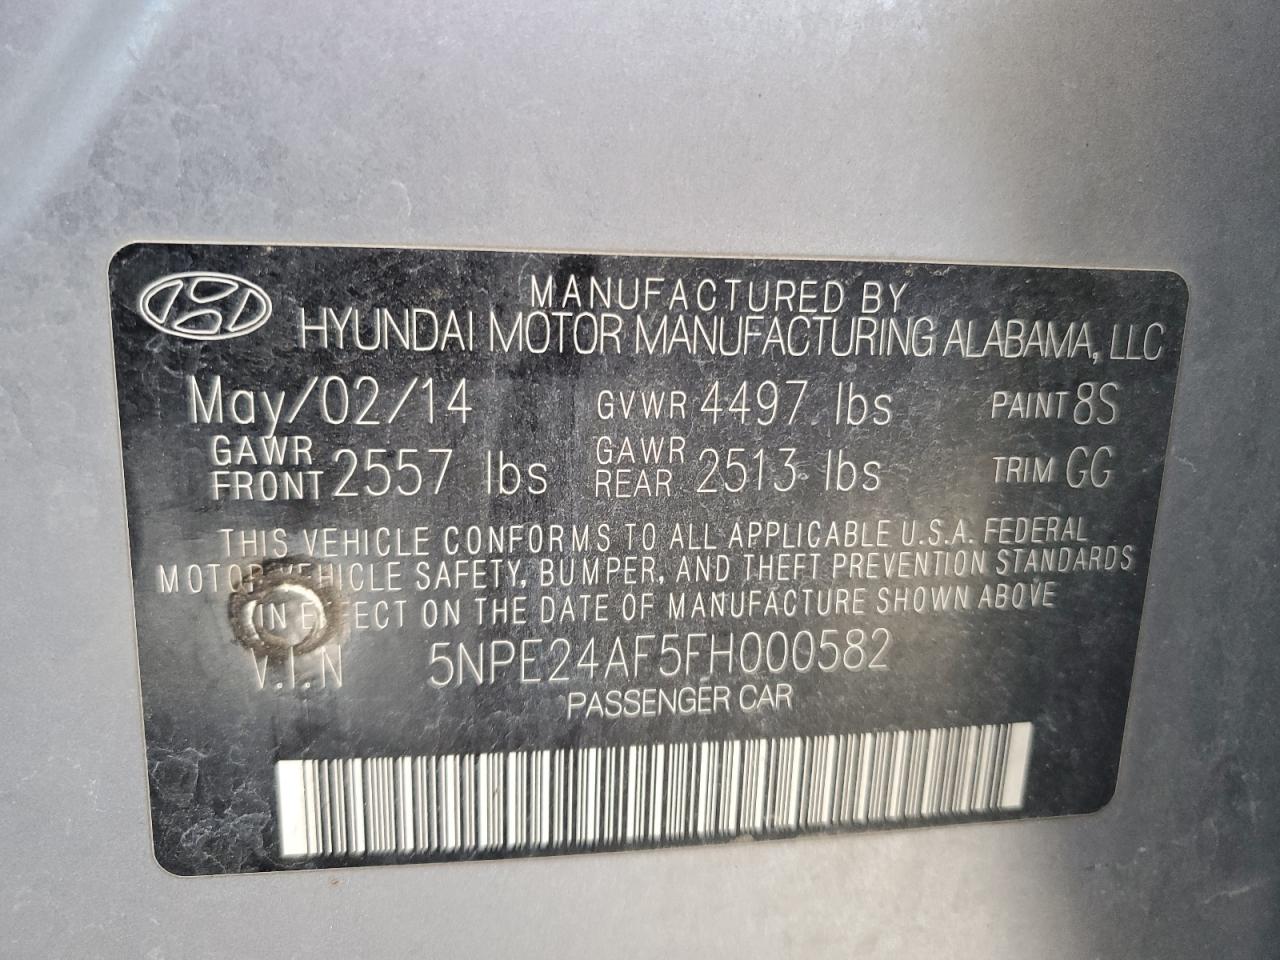 MANUFACTURED BY
HYUNDAI MOTOR MANUFACTURING ALABAMA, LLC
May/02/14 GVWR 4497 lbs PAINT 8S
GAWR FRONT 2557 lbs GAWR REAR 2513 lbs TRIM GG
THIS VEHICLE CONFORMS TO ALL APPLICABLE U.S.A. FEDERAL
MOTOR VEHICLE SAFETY, BUMPER, AND THEFT PREVENTION STANDARDS
IN EFFECT ON THE DATE OF MANUFACTURE SHOWN ABOVE
V.I.N 5NPE24AF5FH000582
PASSENGER CAR